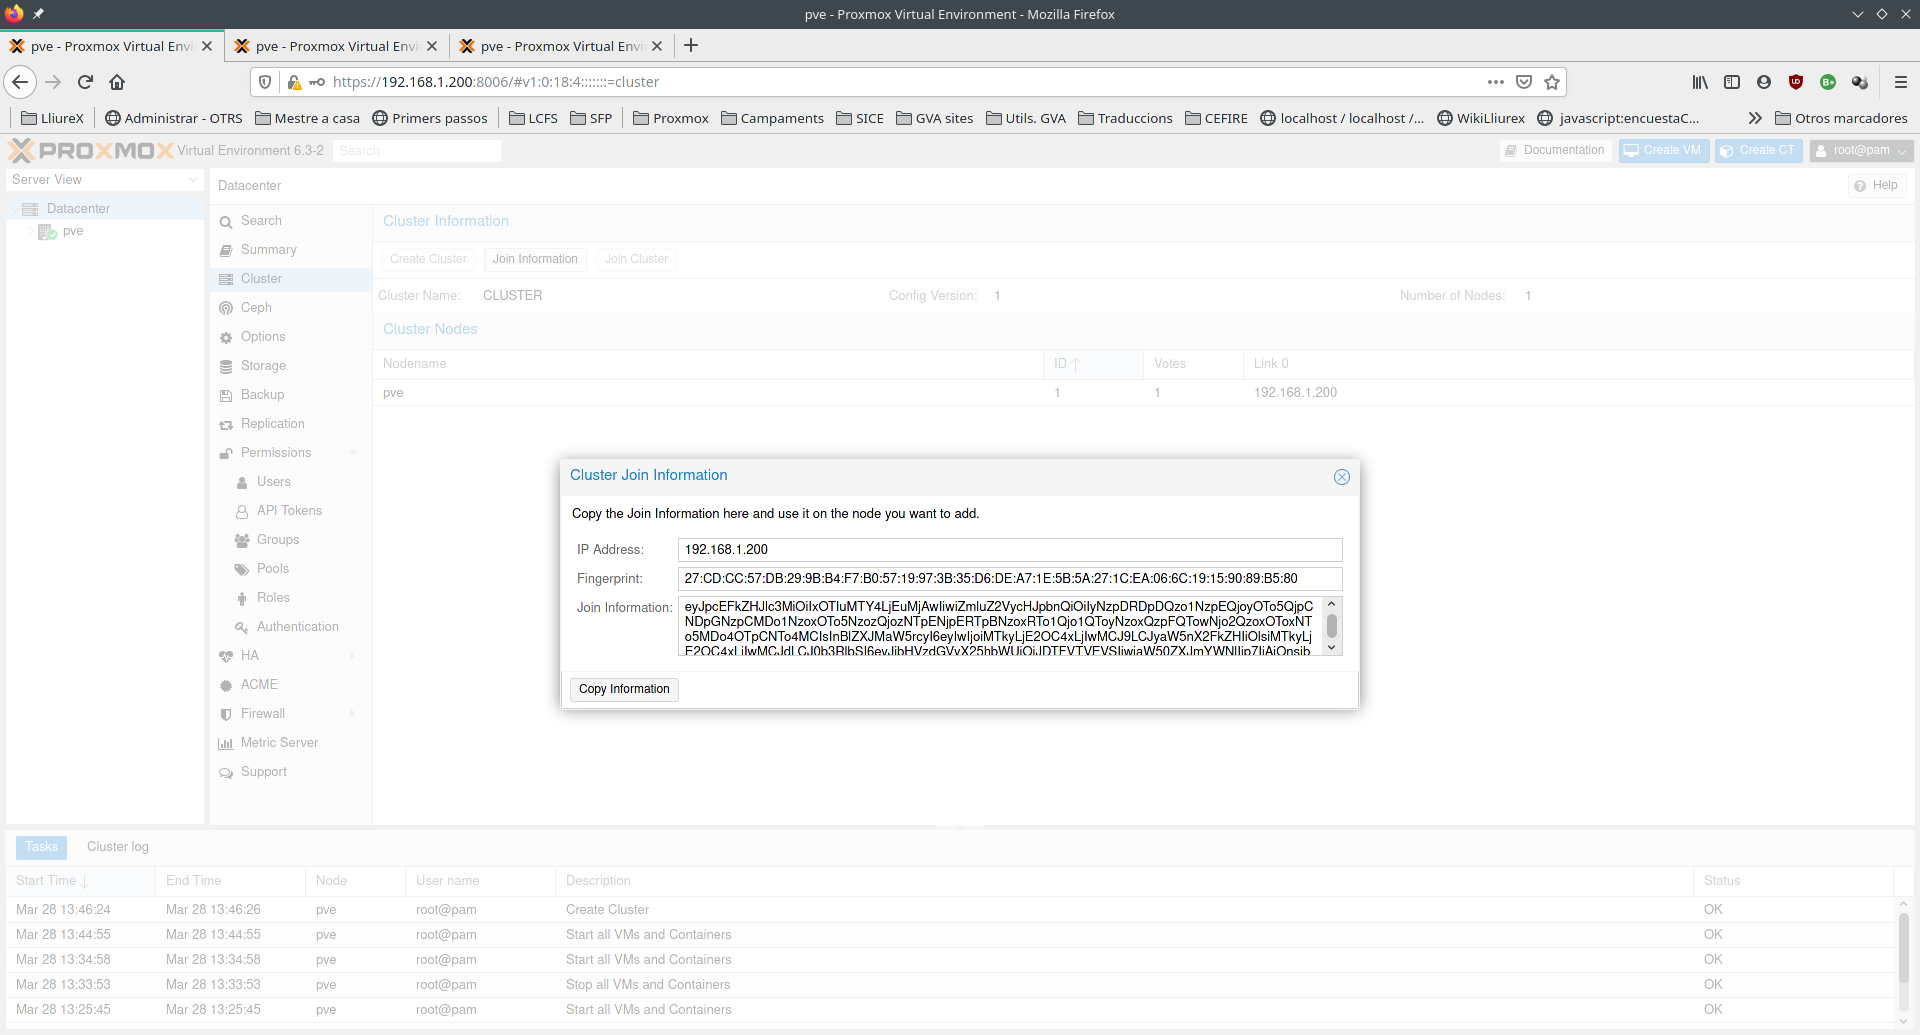 pve - Proxmox Virtual Environment - Mozilla Firefox
pve - Proxmox Virtual Envi
pve - Proxmox Virtual Envi
pve - Proxmox Virtual Envi
https://192.168.1.200:8006/#v1:0:18:4:::::::=cluster
LliureX
Administrar - OTRS
Mestre a casa
Primers passos
LCFS
SFP
Proxmox
Campaments
SICE
GVA sites
Utils. GVA
Traduccions
CEFIRE
localhost / localhost /...
WikiLliurex
javascript:encuestaC...
Otros marcadores
PROXMOX Virtual Environment 6.3-2
Search
Documentation
Create VM
Create CT
root@pam
Server View
Datacenter
Help
Datacenter
pve
Search
Summary
Cluster
Ceph
Options
Storage
Backup
Replication
Permissions
Users
API Tokens
Groups
Pools
Roles
Authentication
HA
ACME
Firewall
Metric Server
Support
Cluster Information
Create Cluster
Join Information
Join Cluster
Cluster Name: CLUSTER
Config Version: 1
Number of Nodes: 1
Cluster Nodes
Nodename ID Votes Link 0
pve 1 1 192.168.1.200
Cluster Join Information
Copy the Join Information here and use it on the node you want to add.
IP Address: 192.168.1.200
Fingerprint: 27:CD:CC:57:DB:29:9B:B4:F7:B0:57:19:97:3B:35:D6:DE:A7:1E:5B:5A:27:1C:EA:06:6C:19:15:90:89:B5:80
Join Information:
Copy Information
Tasks
Cluster log
Start Time End Time Node User name Description Status
Mar 28 13:46:24 Mar 28 13:46:26 pve root@pam Create Cluster OK
Mar 28 13:44:55 Mar 28 13:44:55 pve root@pam Start all VMs and Containers OK
Mar 28 13:34:58 Mar 28 13:34:58 pve root@pam Start all VMs and Containers OK
Mar 28 13:33:53 Mar 28 13:33:53 pve root@pam Stop all VMs and Containers OK
Mar 28 13:25:45 Mar 28 13:25:45 pve root@pam Start all VMs and Containers OK